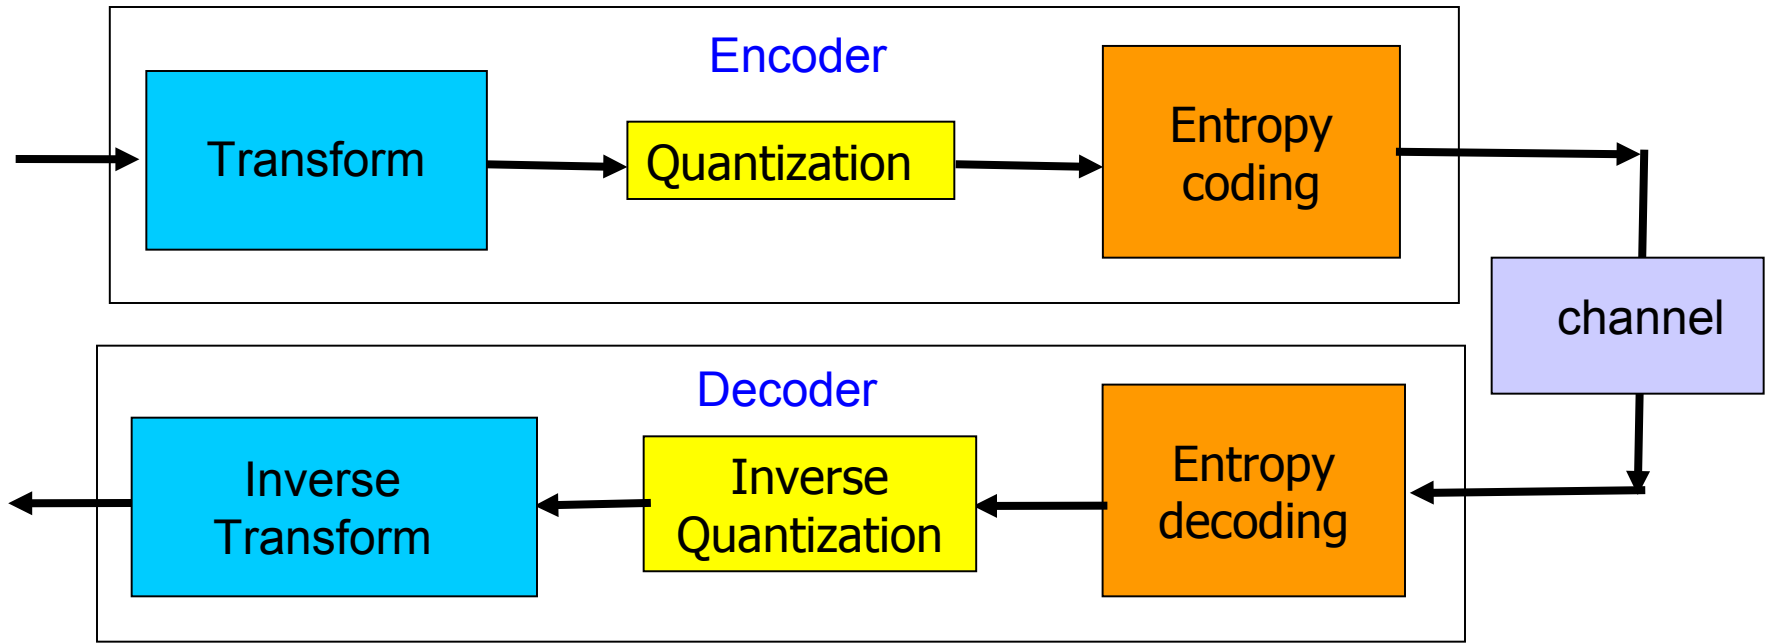 Encoder
Transform
Quantization
Entropy
coding
channel
Decoder
Inverse
Transform
Inverse
Quantization
Entropy
decoding